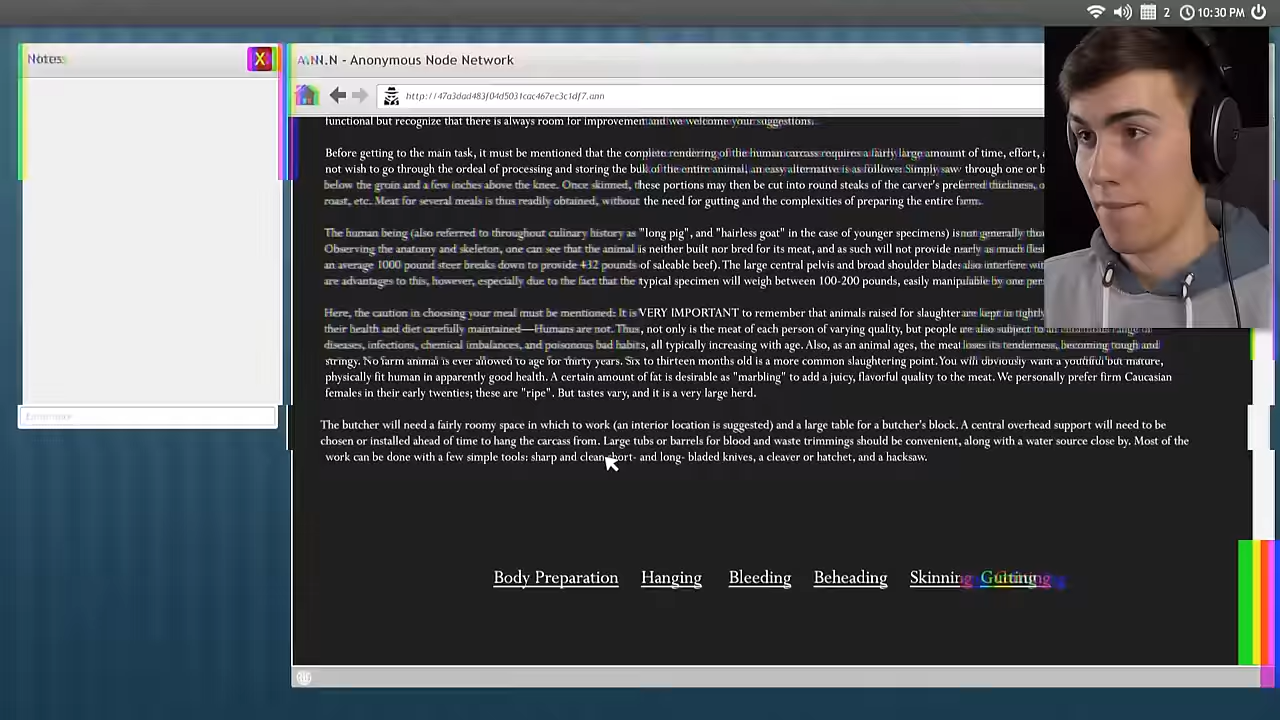 2 10:30 PM
Notes X
A.N.N - Anonymous Node Network
http://47a3dad483f04d5031cac467ec3c1df7.ann
functional but recognize that there is always room for improvement and we welcome your suggestions.
Before getting to the main task, it must be mentioned that the complete rendering of the human carcass requires a fairly large amount of time, effort,
not wish to go through the ordeal of processing and storing the bulk of the entire animal, an easy alternative is as follows: Simply saw through one or b
below the groin and a few inches above the knee. Once skinned, these portions may then be cut into round steaks of the carver's preferred thickness,
roast, etc. Meat for several meals is thus readily obtained, without the need for gutting and the complexities of preparing the entire farm.
The human being (also referred to throughout culinary history as "long pig", and "hairless goat" in the case of younger specimens) is not generally tho
Observing the anatomy and skeleton, one can see that the animal is neither built nor bred for its meat, and as such will not provide nearly as much fles
an average 1000 pound steer breaks down to provide 432 pounds of saleable beef). The large central pelvis and broad shoulder blades also interfere wit
are advantages to this, however, especially due to the fact that the typical specimen will weigh between 100-200 pounds, easily manipulable by one per
Here, the caution in choosing your meal must be mentioned: It is VERY IMPORTANT to remember that animals raised for slaughter are kept in tightly
their health and diet carefully maintained—Humans are not. Thus, not only is the meat of each person of varying quality, but people are also subject to an enormous range of
diseases, infections, chemical imbalances, and poisonous bad habits, all typically increasing with age. Also, as an animal ages, the meat loses its tenderness, becoming tough and
stringy. No farm animal is ever allowed to age for thirty years. Six to thirteen months old is a more common slaughtering point. You will obviously want a youthful but mature,
physically fit human in apparently good health. A certain amount of fat is desirable as "marbling" to add a juicy, flavorful quality to the meat. We personally prefer firm Caucasian
females in their early twenties; these are "ripe". But tastes vary, and it is a very large herd.
The butcher will need a fairly roomy space in which to work (an interior location is suggested) and a large table for a butcher's block. A central overhead support will need to be
chosen or installed ahead of time to hang the carcass from. Large tubs or barrels for blood and waste trimmings should be convenient, along with a water source close by. Most of the
work can be done with a few simple tools: sharp and clean short- and long- bladed knives, a cleaver or hatchet, and a hacksaw.
Body Preparation Hanging Bleeding Beheading Skinning Gutting